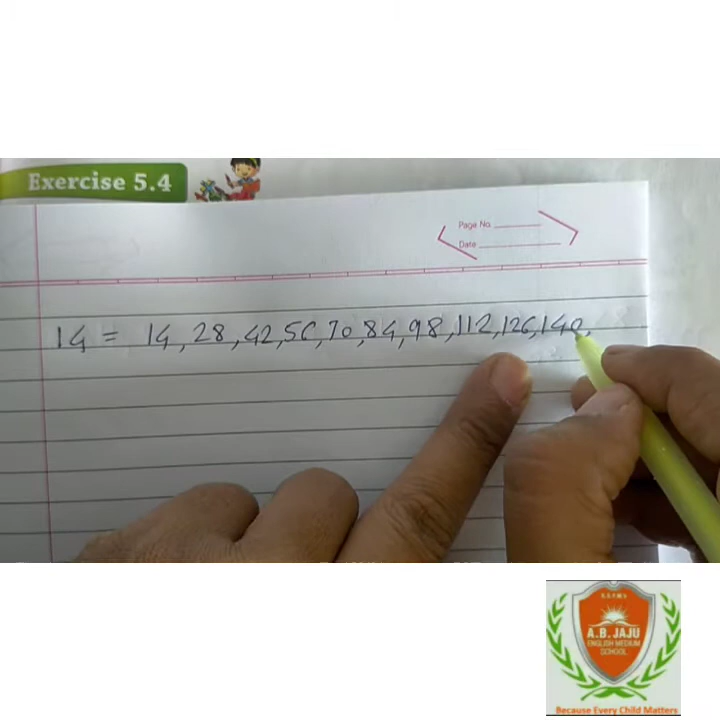 Exercise 5.4
Page No
Date
14 = 14, 28, 42, 56, 70, 84, 98, 112, 126, 140,
A.B. JAJU
ENGLISH MEDIUM
SCHOOL
Because Every Child Matters